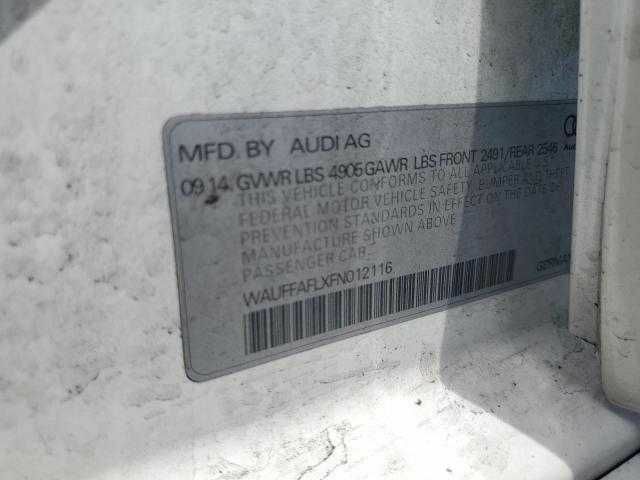 MFD. BY AUDI AG
09.14 GVWR LBS 4905 GAWR LBS FRONT 2491/REAR 2546
THIS VEHICLE CONFORMS TO ALL APPLICABLE
FEDERAL MOTOR VEHICLE SAFETY, BUMPER AND THEFT
PREVENTION STANDARDS IN EFFECT ON THE DATE OF
MANUFACTURE SHOWN ABOVE
PASSENGER CAR
WAUFFAFLXFN012116